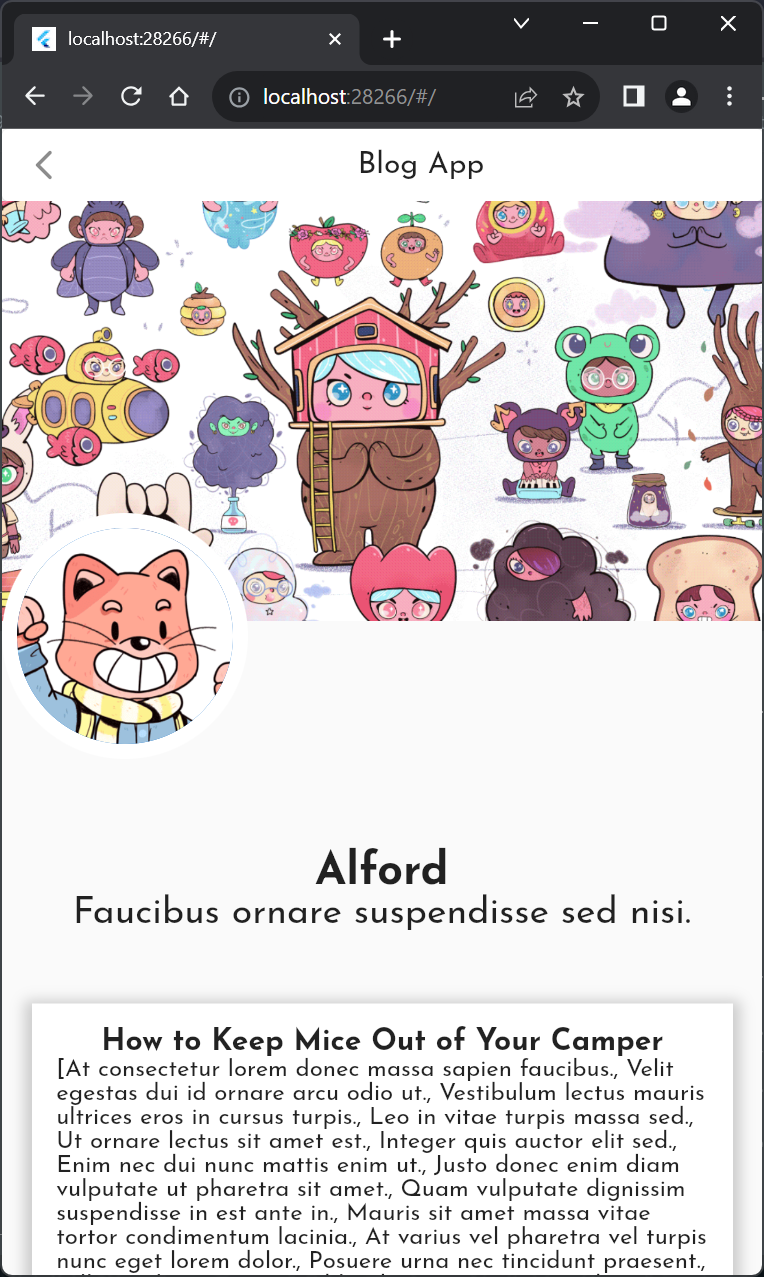 localhost:28266/#/
localhost:28266/#/
Blog App
Alford
Faucibus ornare suspendisse sed nisi.
How to Keep Mice Out of Your Camper
[At consectetur lorem donec massa sapien faucibus., Velit
egestas dui id ornare arcu odio ut., Vestibulum lectus mauris
ultrices eros in cursus turpis., Leo in vitae turpis massa sed.,
Ut ornare lectus sit amet est., Integer quis auctor elit sed.,
Enim nec dui nunc mattis enim ut., Justo donec enim diam
vulputate ut pharetra sit amet., Quam vulputate dignissim
suspendisse in est ante in., Mauris sit amet massa vitae
tortor condimentum lacinia., At varius vel pharetra vel turpis
nunc eget lorem dolor., Posuere urna nec tincidunt praesent.,